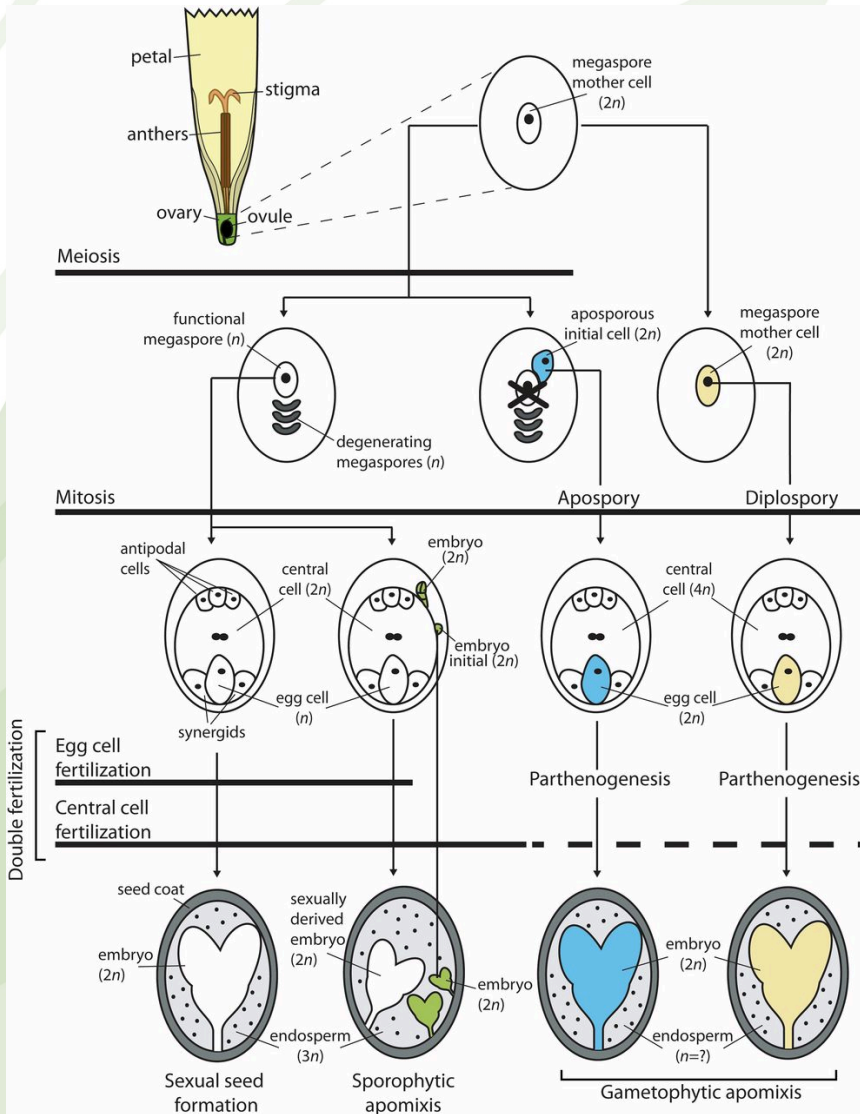 petal
stigma
anthers
ovary
ovule
megaspore
mother cell
(2n)
Meiosis
functional
megaspore (n)
degenerating
megaspores (n)
aposporous
initial cell (2n)
megaspore
mother cell
(2n)
Mitosis
Apospory
Diplospory
antipodal
cells
central
cell (2n)
embryo
(2n)
embryo
initial (2n)
egg cell
(n)
synergids
central
cell (4n)
egg cell
(2n)
Double fertilization
Egg cell
fertilization
Parthenogenesis
Parthenogenesis
Central cell
fertilization
seed coat
embryo
(2n)
sexually
derived
embryo
(2n)
embryo
(2n)
endosperm
(3n)
embryo
(2n)
endosperm
(n=?)
Sexual seed
formation
Sporophytic
apomixis
Gametophytic apomixis